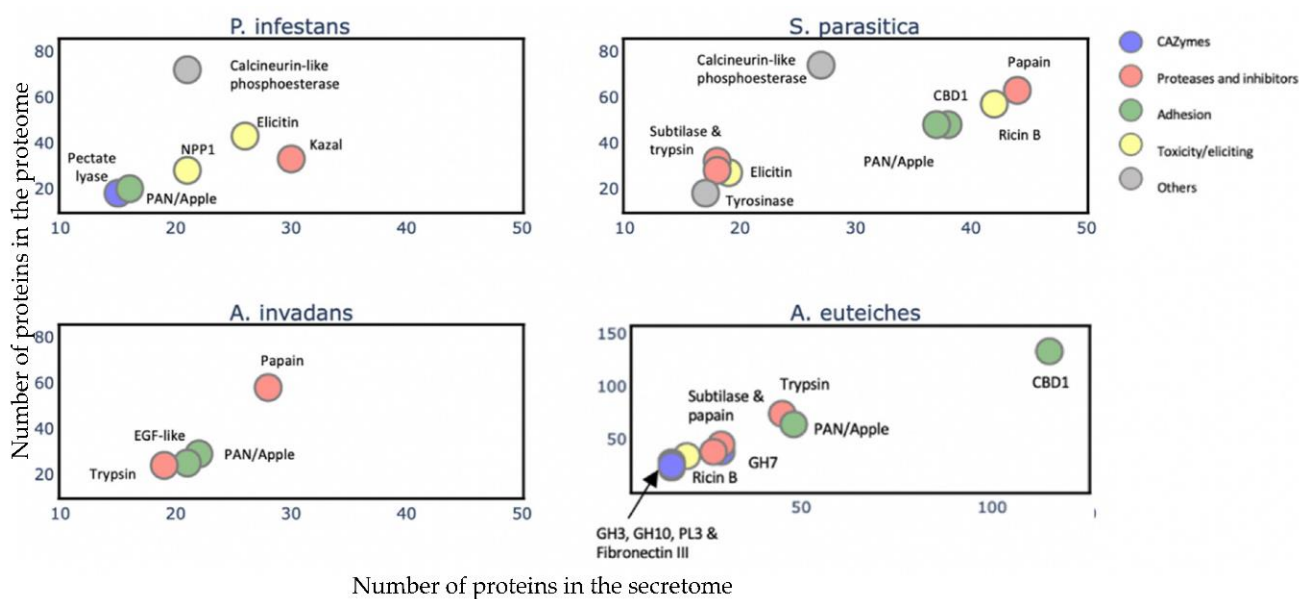 P. infestans
80
60
40
20
10
20
30
40
50
Calcineurin-like
phosphoesterase
Elicitin
NPP1
Kazal
Pectate
lyase
PAN/Apple
S. parasitica
80
60
40
20
10
20
30
40
50
Calcineurin-like
phosphoesterase
Papain
CBD1
Ricin B
Subtilase &
trypsin
PAN/Apple
Elicitin
Tyrosinase
CAZymes
Proteases and inhibitors
Adhesion
Toxicity/eliciting
Others
Number of proteins in the proteome
A. invadans
80
60
40
20
10
20
30
40
50
Papain
EGF-like
PAN/Apple
Trypsin
A. euteiches
150
100
50
50
100
CBD1
Trypsin
Subtilase &
papain
PAN/Apple
GH7
Ricin B
GH3, GH10, PL3 &
Fibronectin III
Number of proteins in the secretome